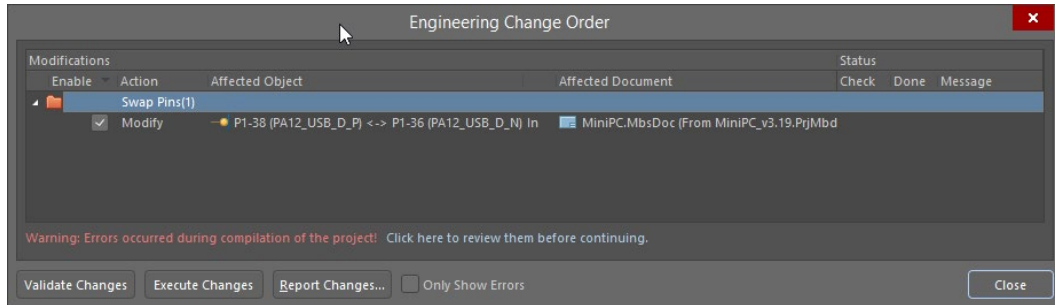 Engineering Change Order
Modifications Status
Enable Action Affected Object Affected Document Check Done Message
Swap Pins(1)
Modify P1-38 (PA12_USB_D_P) <-> P1-36 (PA12_USB_D_N) In MiniPC.MbsDoc (From MiniPC_v3.19.PrjMbd
Warning: Errors occurred during compilation of the project! Click here to review them before continuing.
Validate Changes Execute Changes Report Changes... Only Show Errors Close